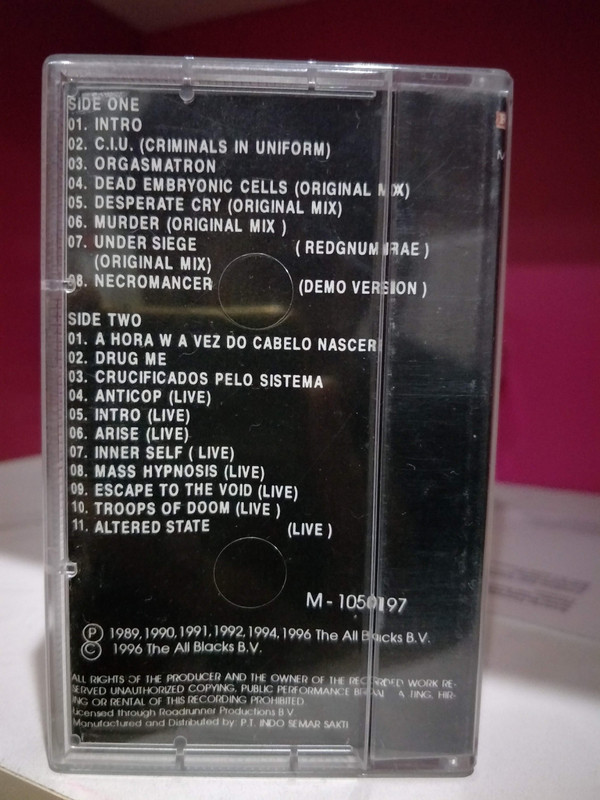 SIDE ONE
01. INTRO
02. C.I.U. (CRIMINALS IN UNIFORM)
03. ORGASMATRON
04. DEAD EMBRYONIC CELLS (ORIGINAL MIX)
05. DESPERATE CRY (ORIGINAL MIX)
06. MURDER (ORIGINAL MIX )
07. UNDER SIEGE ( REDGNUM IRAE )
(ORIGINAL MIX)
08. NECROMANCER (DEMO VERSION )
SIDE TWO
01. A HORA W A VEZ DO CABELO NASCER
02. DRUG ME
03. CRUCIFICADOS PELO SISTEMA
04. ANTICOP (LIVE)
05. INTRO (LIVE)
06. ARISE (LIVE)
07. INNER SELF ( LIVE)
08. MASS HYPNOSIS (LIVE)
09. ESCAPE TO THE VOID (LIVE)
10. TROOPS OF DOOM (LIVE )
11. ALTERED STATE (LIVE )
M - 1050197
Ⓟ 1989,1990,1991,1992,1994,1996 The All Blacks B.V.
© 1996 The All Blacks B.V.
ALL RIGHTS OF THE PRODUCER AND THE OWNER OF THE RECORDED WORK RE-
SERVED UNAUTHORIZED COPYING, PUBLIC PERFORMANCE HIR-
ING OR RENTAL OF THIS RECORDING PROHIBITED
Licensed through Roadrunner Productions B V
Manufactured and Distributed by: P.T. INDO SEMAR SAKTI